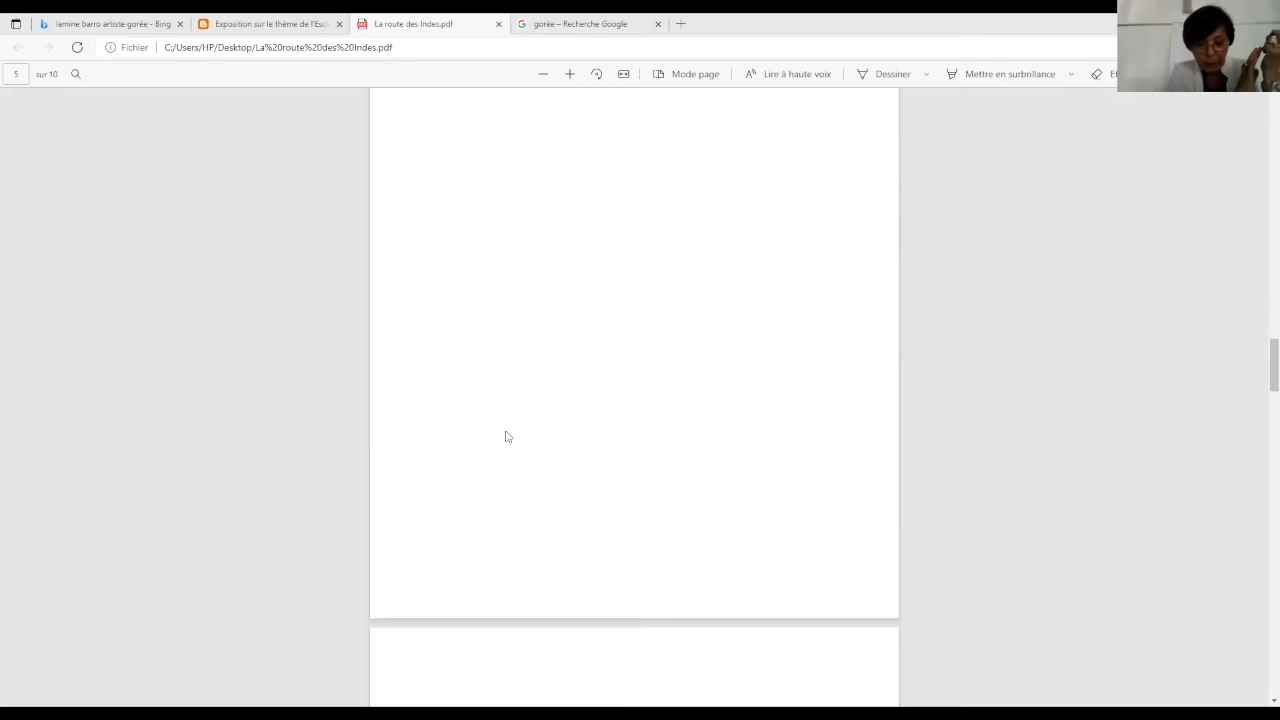 lamine barro artiste gorée - Bing
Exposition sur le thème de l'Escl
La route des Indes.pdf
gorée – Recherche Google
Fichier
C:/Users/HP/Desktop/La%20route%20des%20Indes.pdf
5 sur 10
Mode page
Lire à haute voix
Dessiner
Mettre en surbrillance